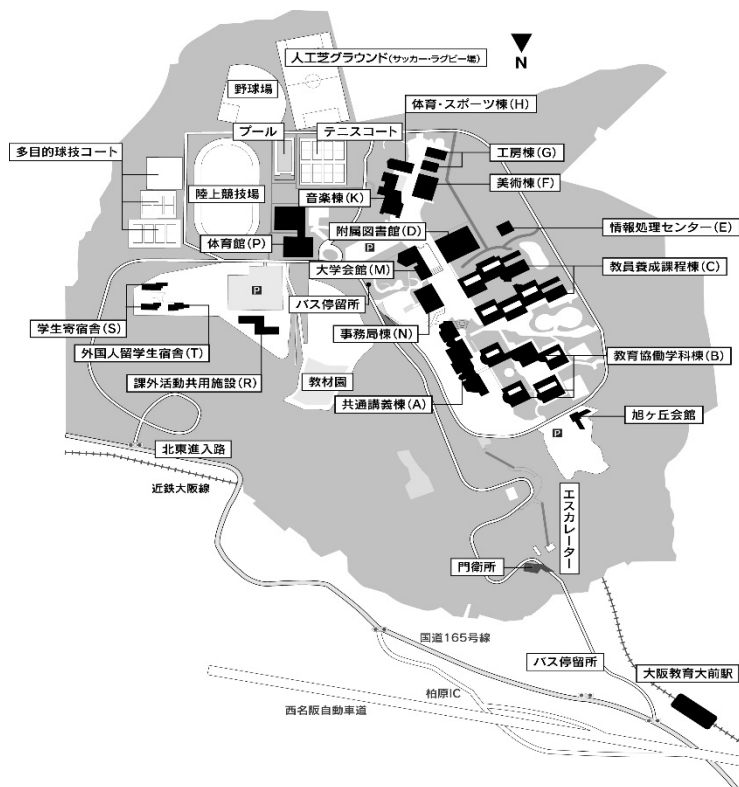 人工芝グラウンド(サッカー・ラグビー場)
N
野球場
体育・スポーツ棟(H)
プール
テニスコート
工房棟(G)
多目的球技コート
美術棟(F)
陸上競技場
音楽棟(K)
附属図書館(D)
情報処理センター(E)
体育館(P)
P
大学会館(M)
教員養成課程棟(C)
P
バス停留所
学生寄宿舎(S)
事務局棟(N)
外国人留学生宿舎(T)
教育協働学科棟(B)
課外活動共用施設(R)
教材園
共通講義棟(A)
旭ヶ丘会館
P
北東進入路
近鉄大阪線
エスカレーター
門衛所
国道165号線
バス停留所
大阪教育大前駅
柏原IC
西名阪自動車道